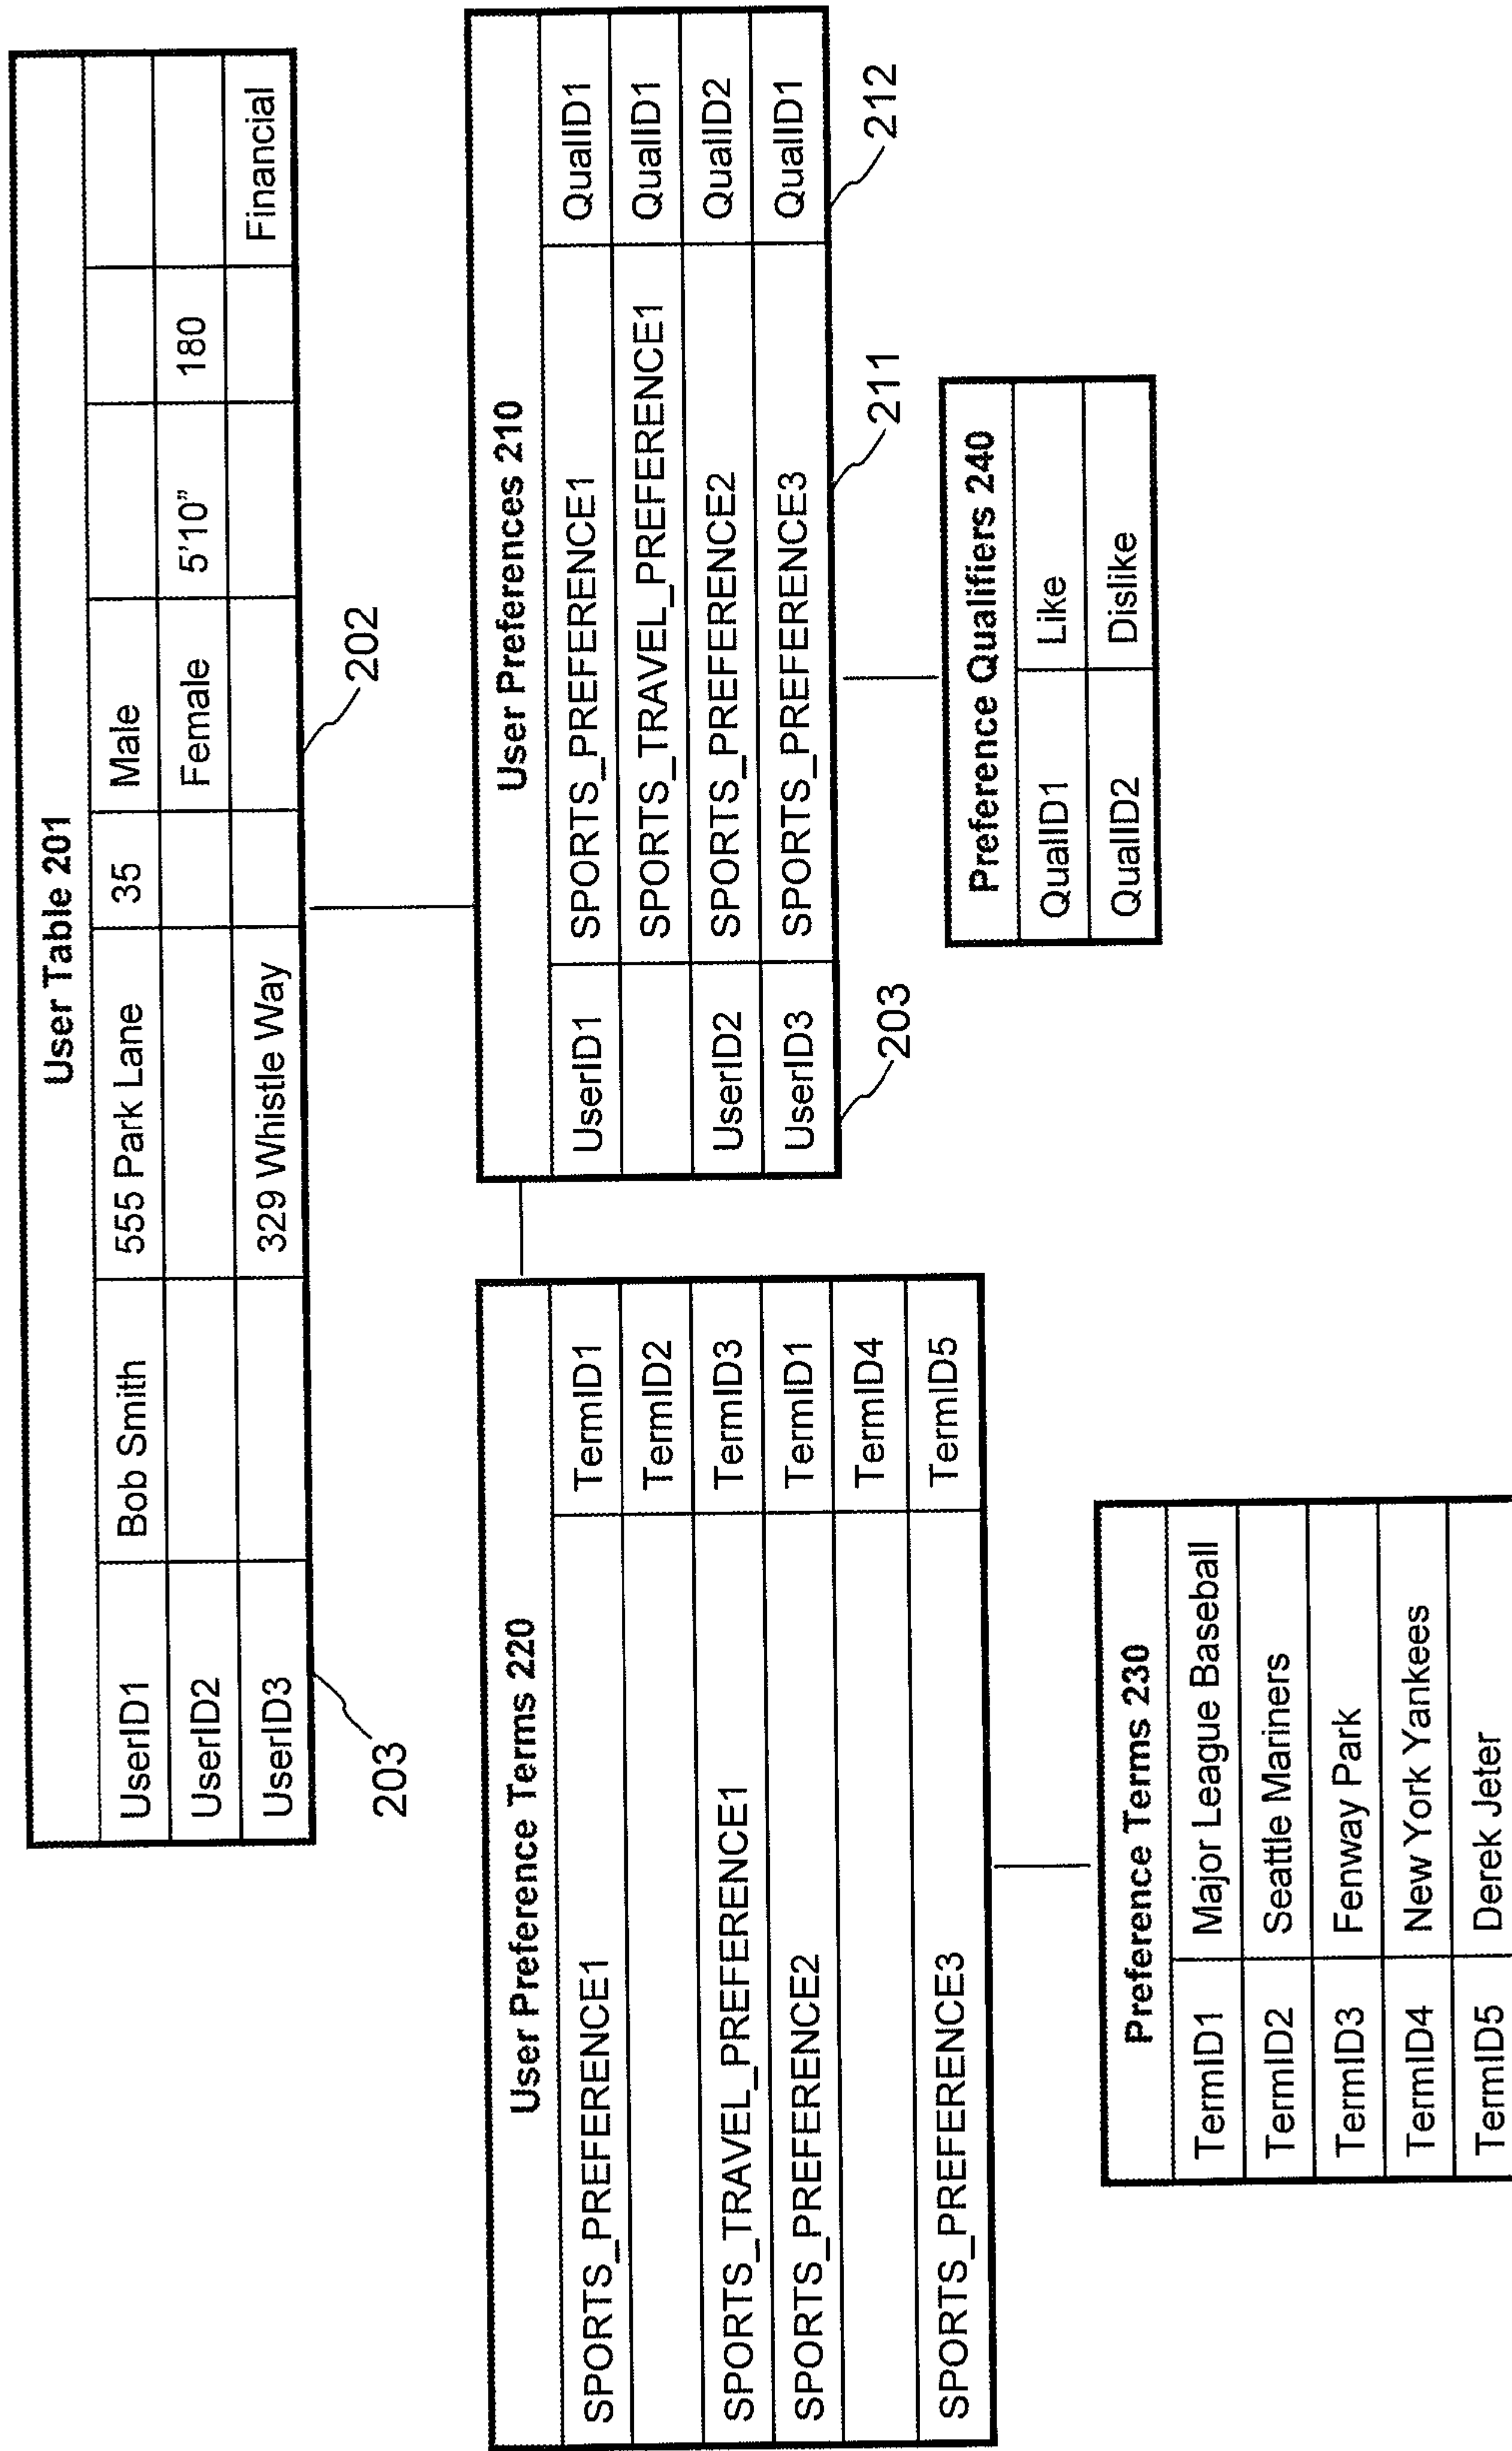 User Table 201
UserID1 Bob Smith 555 Park Lane 35 Male
UserID2 Female 5'10” 180
UserID3 329 Whistle Way Financial
203
202
User Preference Terms 220
SPORTS_PREFERENCE1 TermID1
TermID2
SPORTS_TRAVEL_PREFERENCE1 TermID3
SPORTS_PREFERENCE2 TermID1
TermID4
SPORTS_PREFERENCE3 TermID5
User Preferences 210
UserID1 SPORTS_PREFERENCE1 QualID1
SPORTS_TRAVEL_PREFERENCE1 QualID1
UserID2 SPORTS_PREFERENCE2 QualID2
UserID3 SPORTS_PREFERENCE3 QualID1
203
211
212
Preference Qualifiers 240
QualID1 Like
QualID2 Dislike
Preference Terms 230
TermID1 Major League Baseball
TermID2 Seattle Mariners
TermID3 Fenway Park
TermID4 New York Yankees
TermID5 Derek Jeter